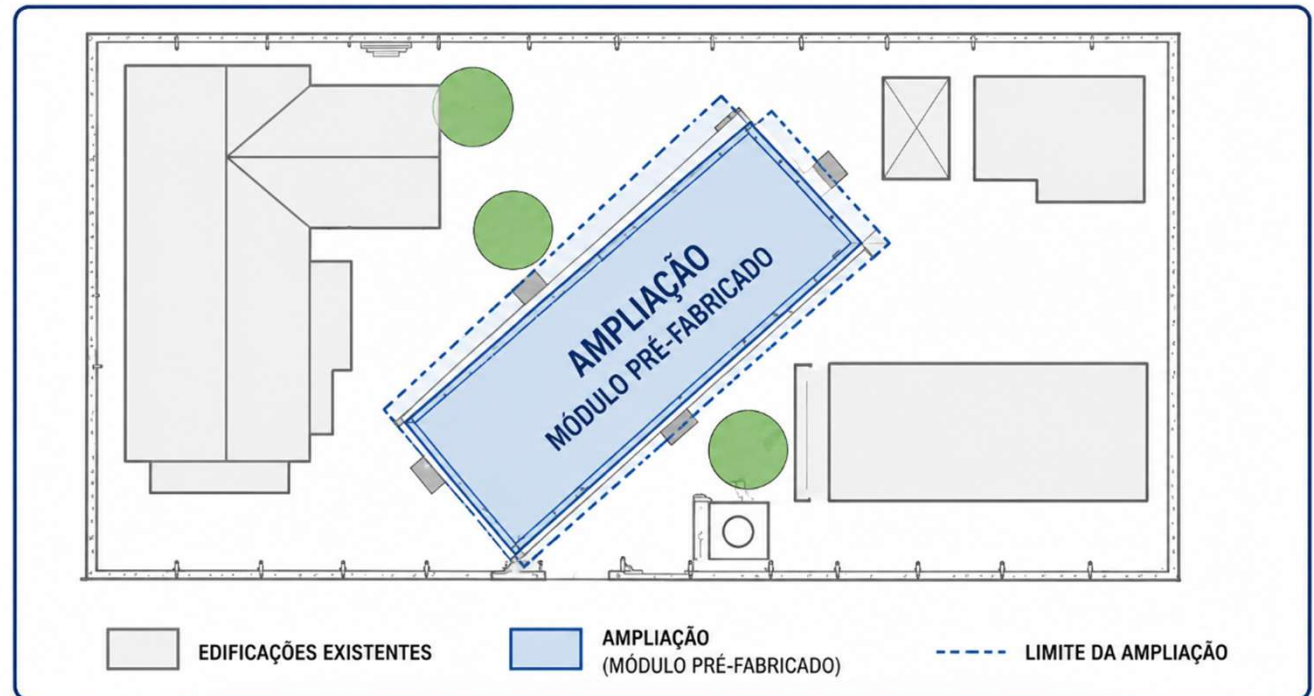 AMPLIAÇÃO
MÓDULO PRÉ-FABRICADO
EDIFICAÇÕES EXISTENTES
AMPLIAÇÃO
(MÓDULO PRÉ-FABRICADO)
LIMITE DA AMPLIAÇÃO